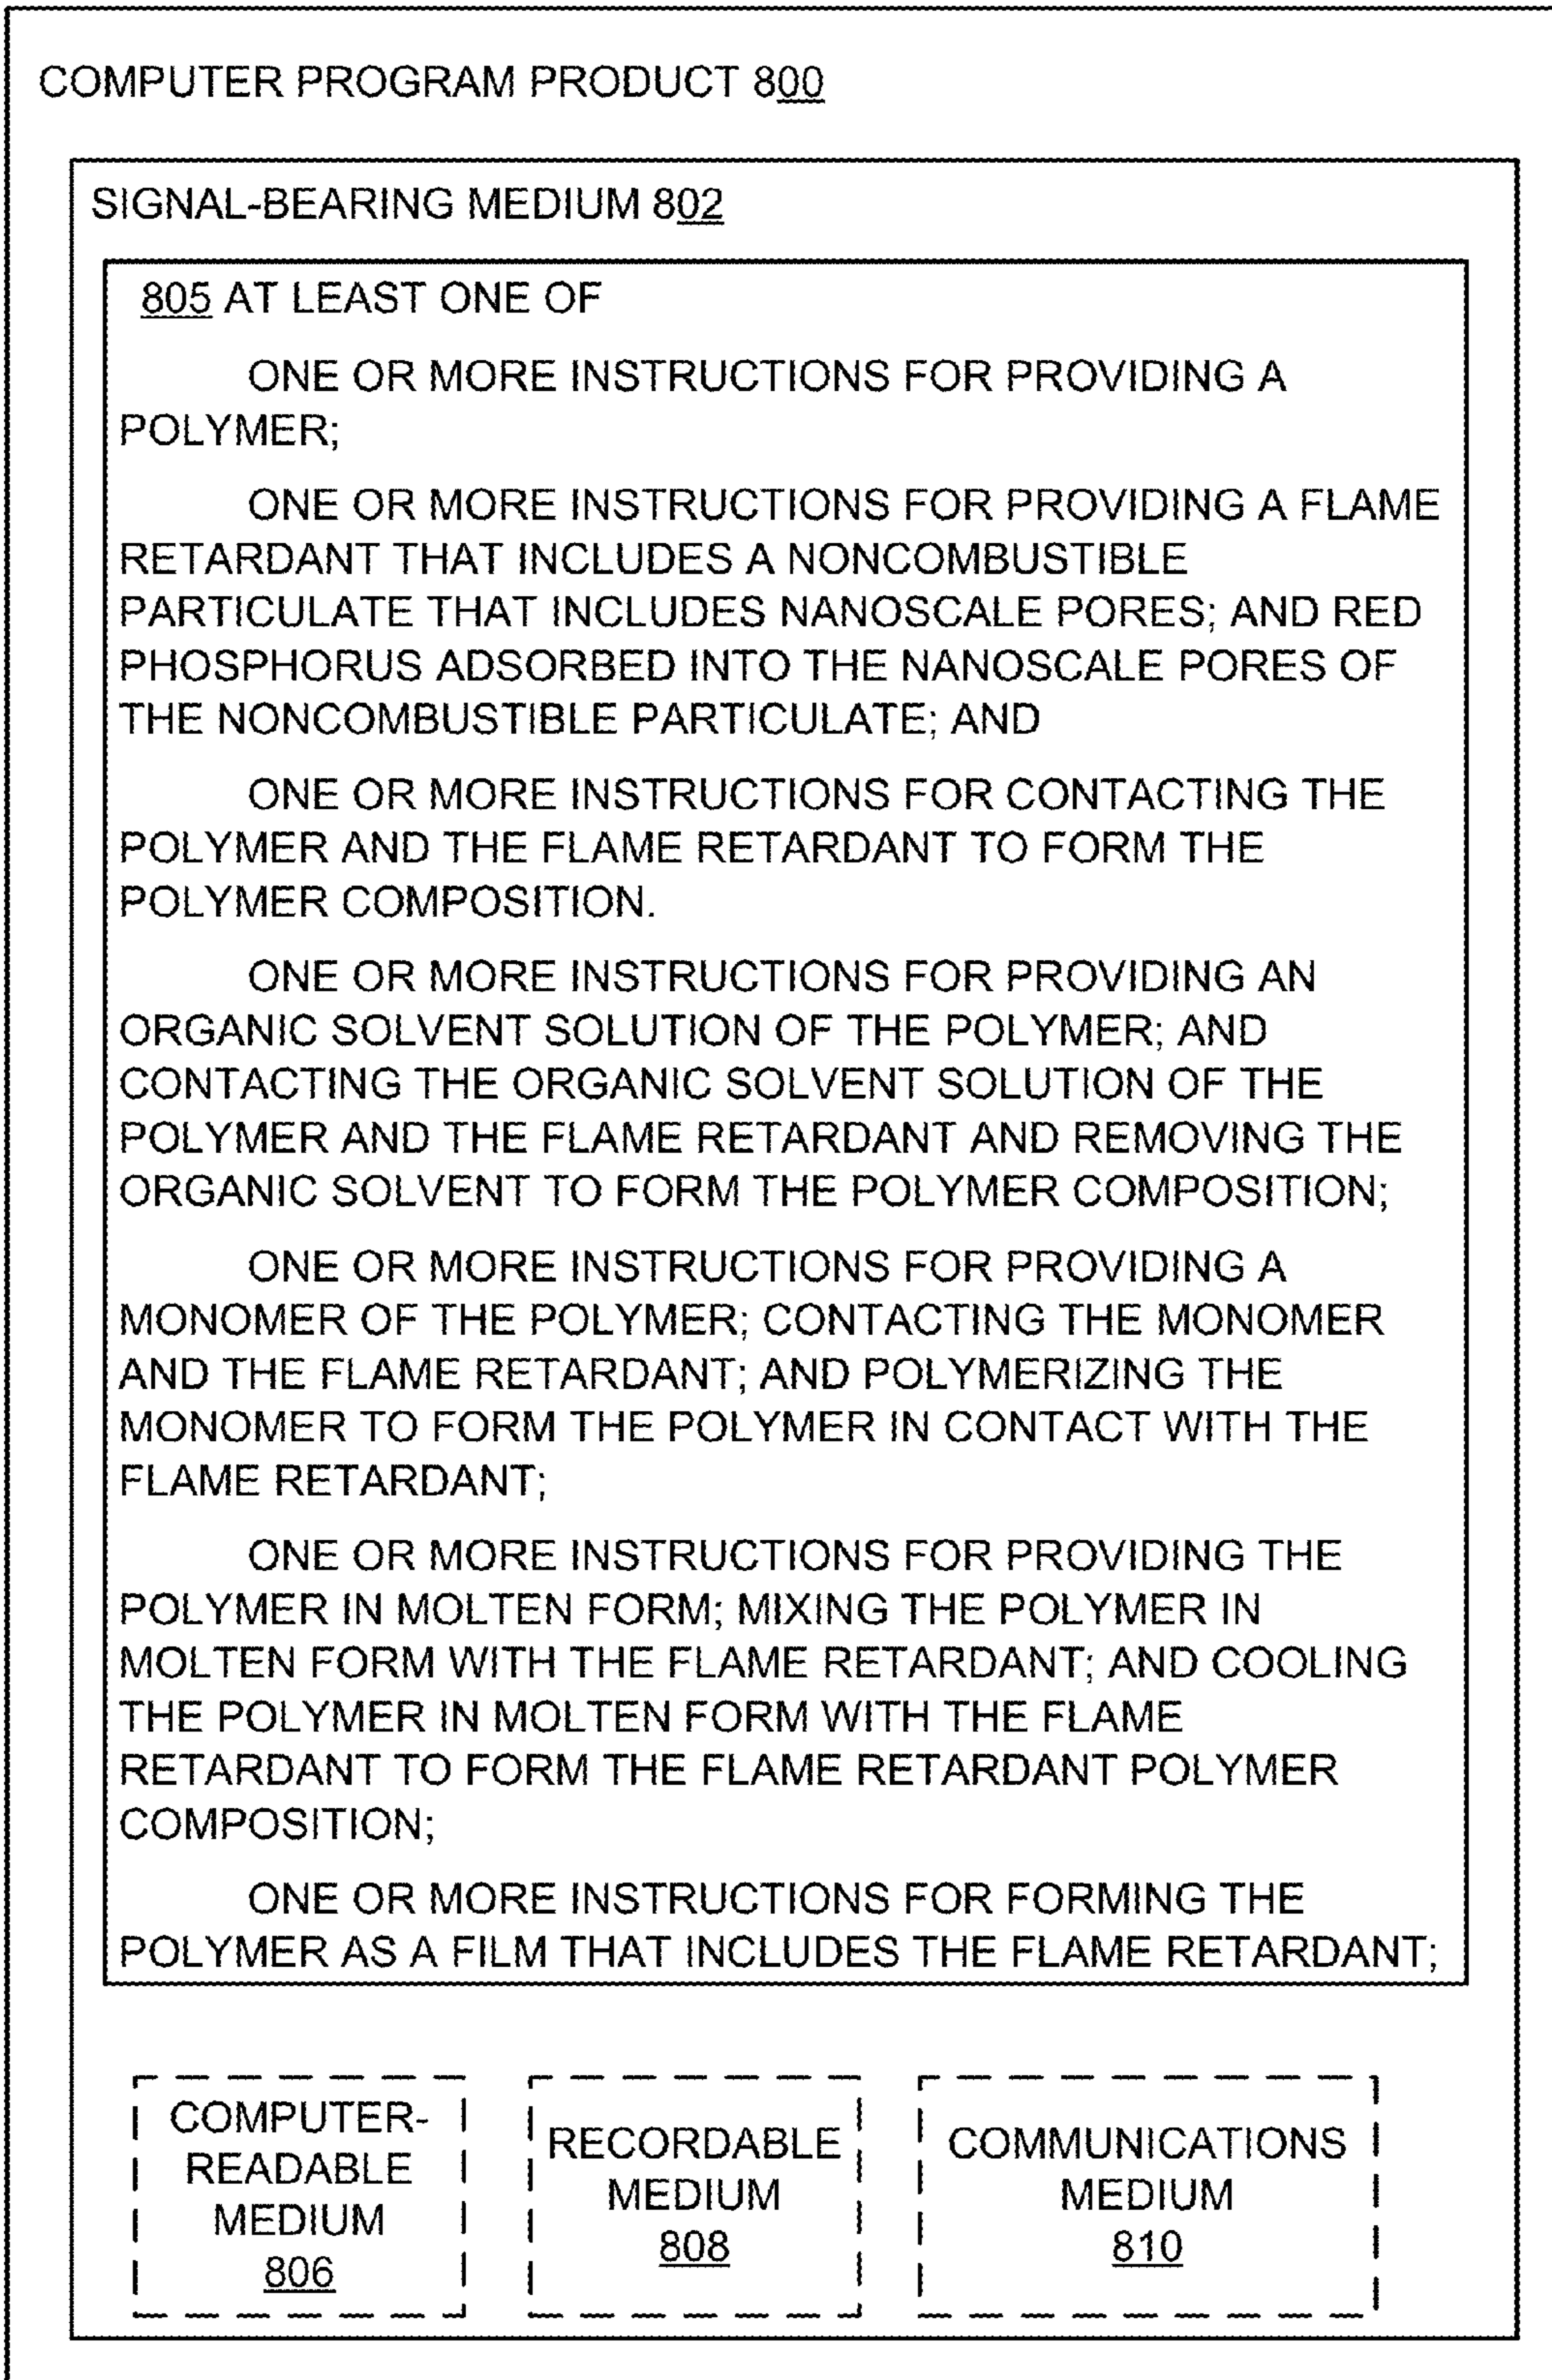 COMPUTER PROGRAM PRODUCT 800
SIGNAL-BEARING MEDIUM 802
805 AT LEAST ONE OF
ONE OR MORE INSTRUCTIONS FOR PROVIDING A
POLYMER;
ONE OR MORE INSTRUCTIONS FOR PROVIDING A FLAME
RETARDANT THAT INCLUDES A NONCOMBUSTIBLE
PARTICULATE THAT INCLUDES NANOSCALE PORES; AND RED
PHOSPHORUS ADSORBED INTO THE NANOSCALE PORES OF
THE NONCOMBUSTIBLE PARTICULATE; AND
ONE OR MORE INSTRUCTIONS FOR CONTACTING THE
POLYMER AND THE FLAME RETARDANT TO FORM THE
POLYMER COMPOSITION.
ONE OR MORE INSTRUCTIONS FOR PROVIDING AN
ORGANIC SOLVENT SOLUTION OF THE POLYMER; AND
CONTACTING THE ORGANIC SOLVENT SOLUTION OF THE
POLYMER AND THE FLAME RETARDANT AND REMOVING THE
ORGANIC SOLVENT TO FORM THE POLYMER COMPOSITION;
ONE OR MORE INSTRUCTIONS FOR PROVIDING A
MONOMER OF THE POLYMER; CONTACTING THE MONOMER
AND THE FLAME RETARDANT; AND POLYMERIZING THE
MONOMER TO FORM THE POLYMER IN CONTACT WITH THE
FLAME RETARDANT;
ONE OR MORE INSTRUCTIONS FOR PROVIDING THE
POLYMER IN MOLTEN FORM; MIXING THE POLYMER IN
MOLTEN FORM WITH THE FLAME RETARDANT; AND COOLING
THE POLYMER IN MOLTEN FORM WITH THE FLAME
RETARDANT TO FORM THE FLAME RETARDANT POLYMER
COMPOSITION;
ONE OR MORE INSTRUCTIONS FOR FORMING THE
POLYMER AS A FILM THAT INCLUDES THE FLAME RETARDANT;
COMPUTER-
READABLE
MEDIUM
806
RECORDABLE
MEDIUM
808
COMMUNICATIONS
MEDIUM
810